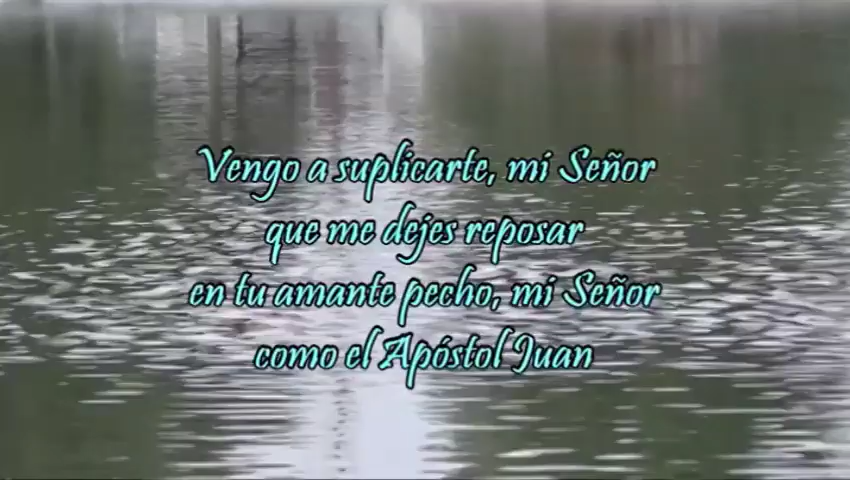 Vengo a suplicarte, mi Señor
que me dejes reposar
en tu amante pecho, mi Señor
como el Apóstol Juan